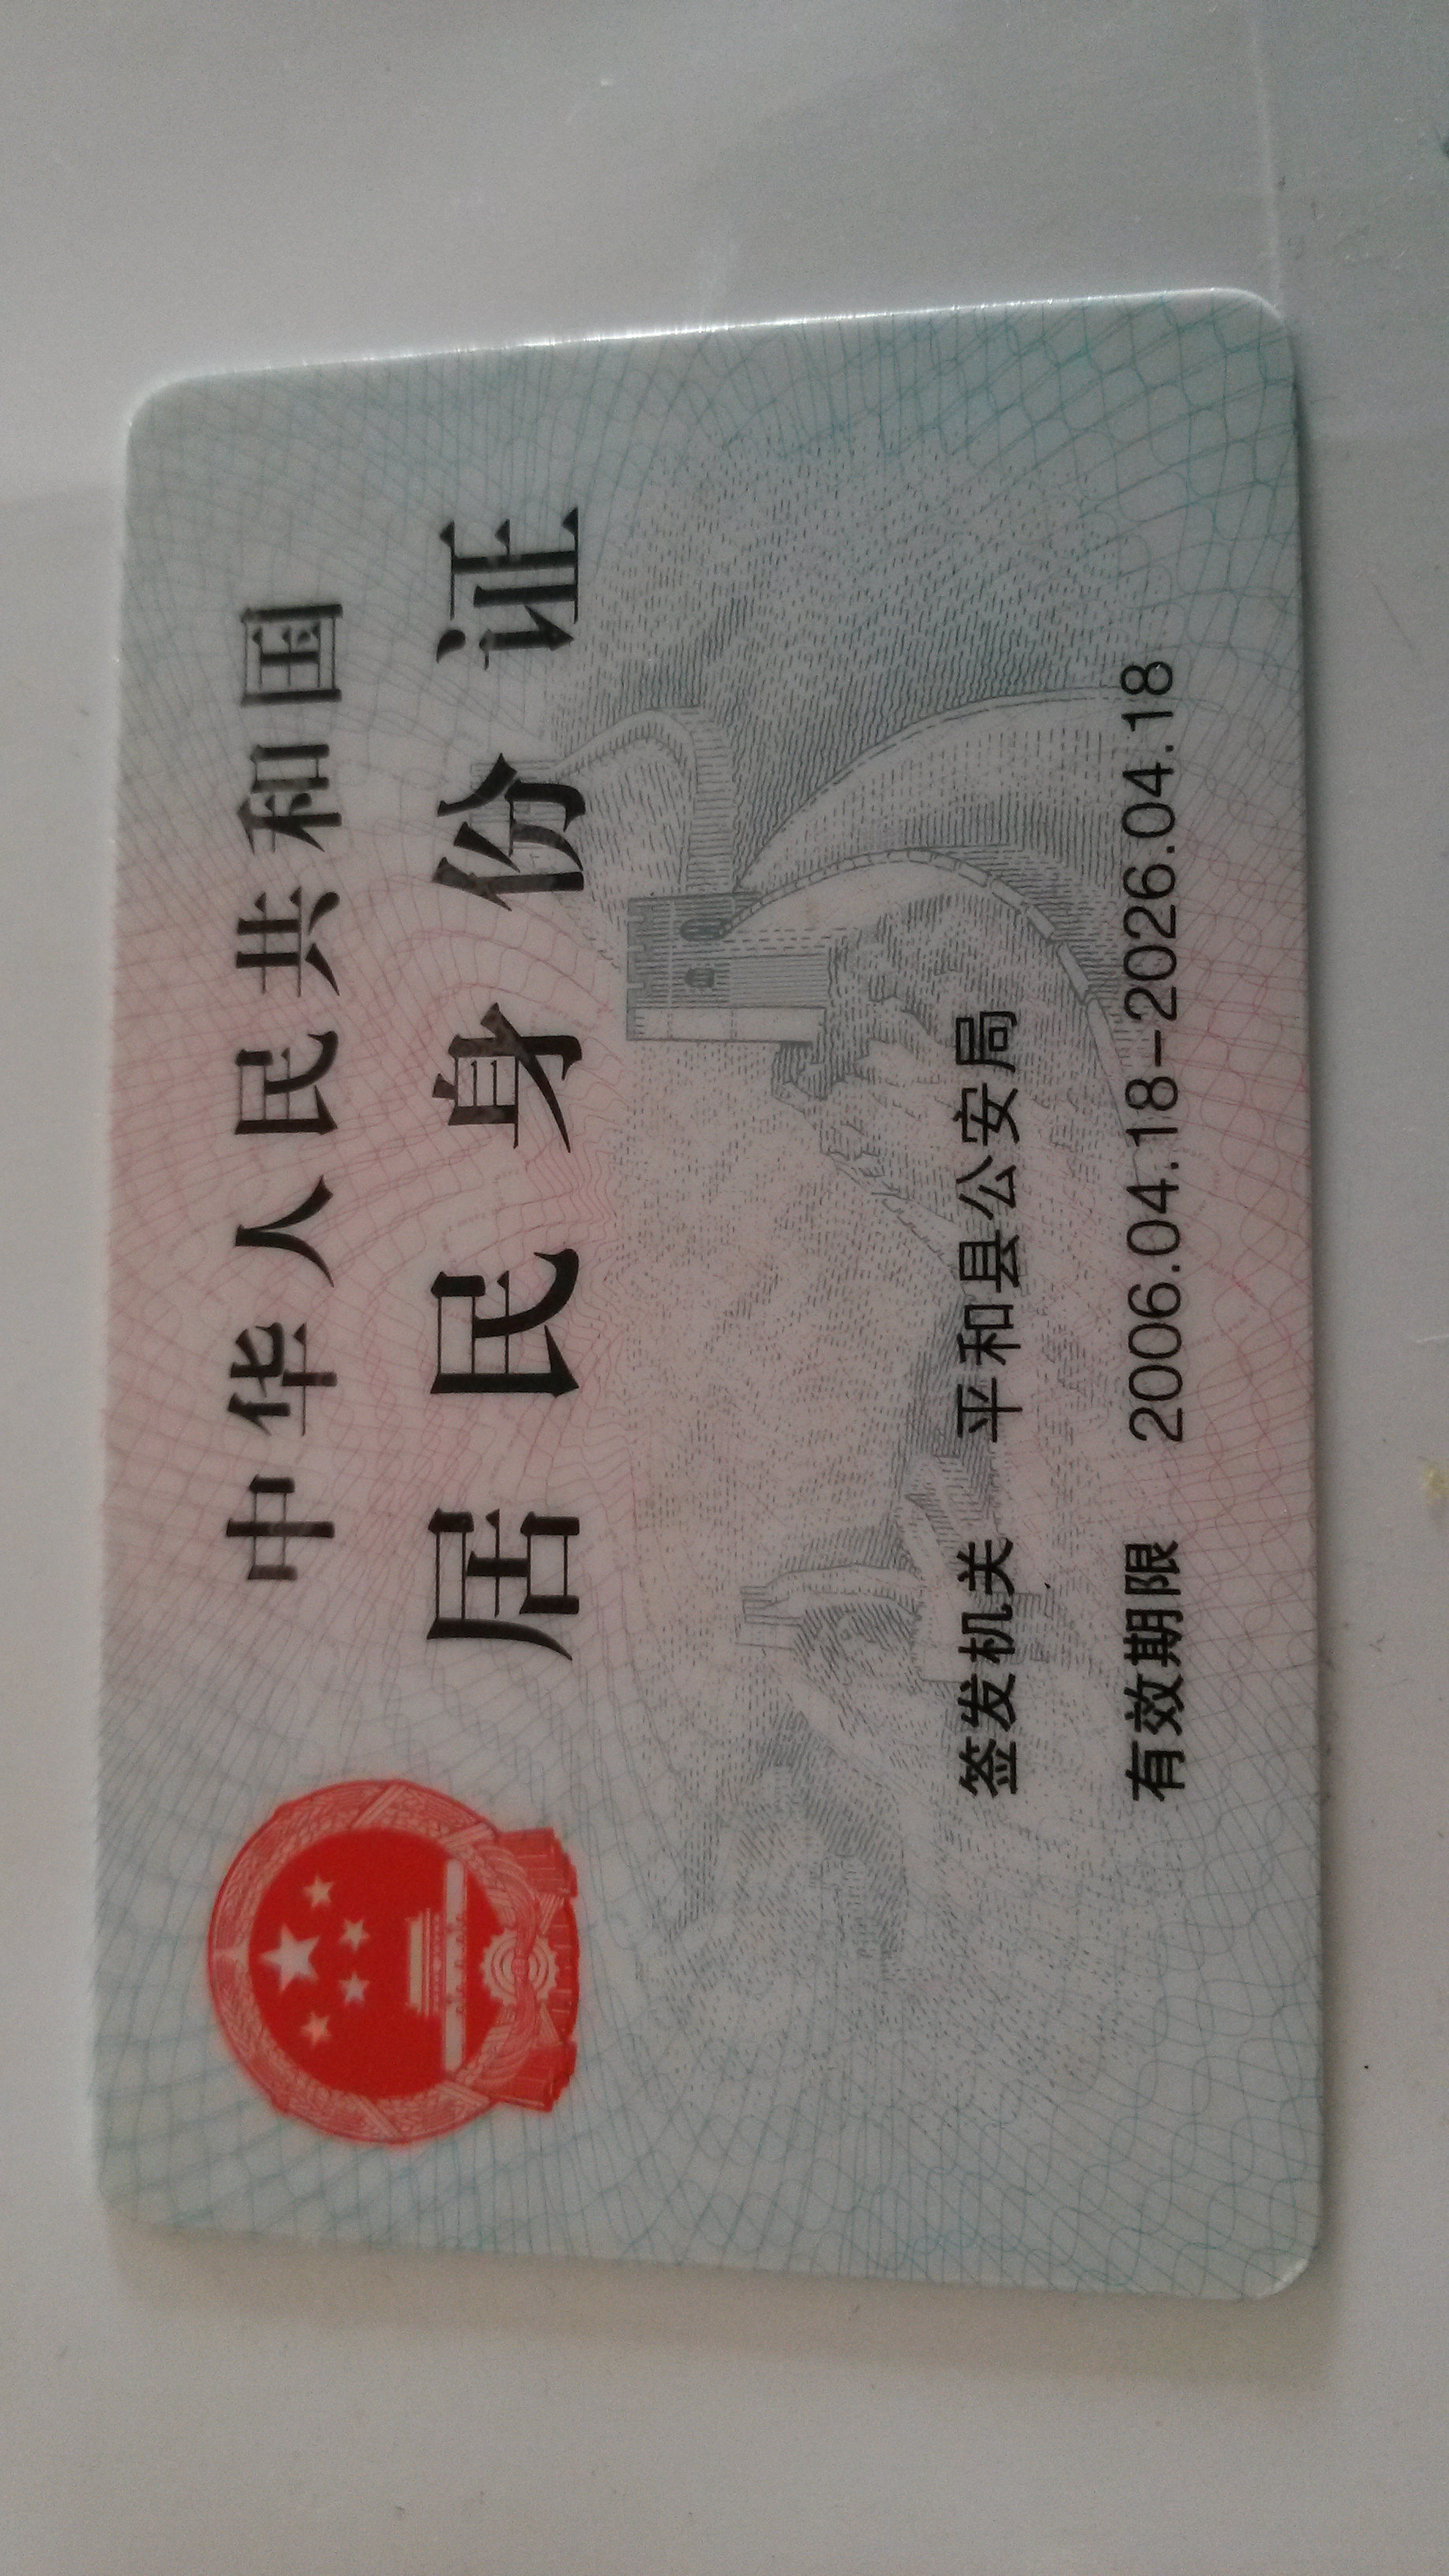 中华人民共和国
居民身份证
签发机关 平和县公安局
有效期限 2006.04.18-2026.04.18